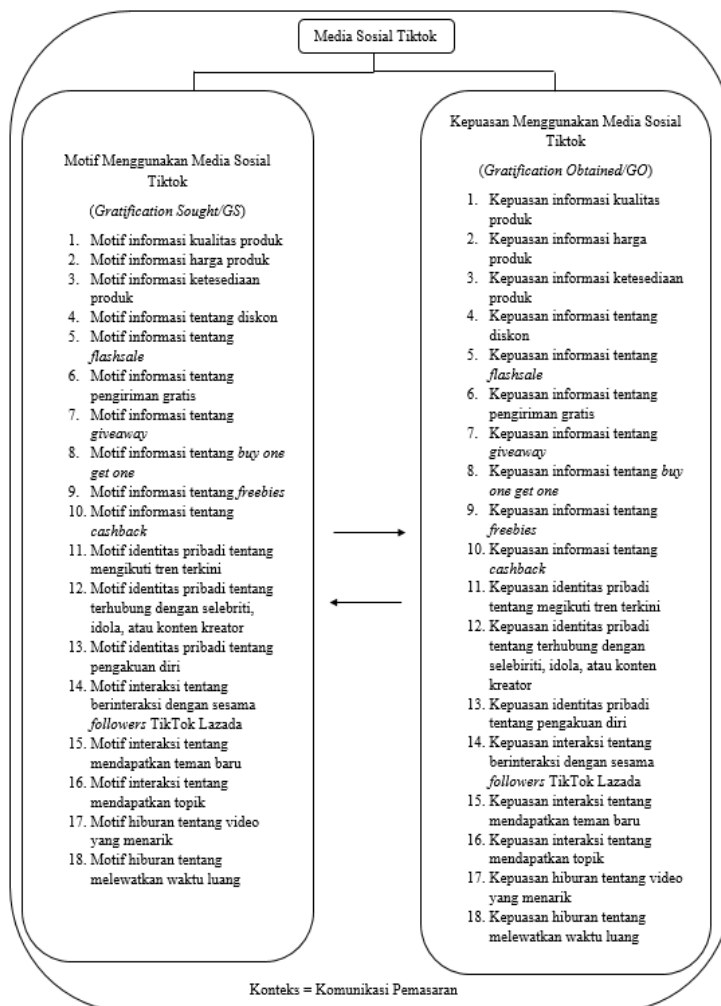 Media Sosial Tiktok
Motif Menggunakan Media Sosial
Tiktok
(Gratification Sought/GS)
1. Motif informasi kualitas produk
2. Motif informasi harga produk
3. Motif informasi ketesediaan
produk
4. Motif informasi tentang diskon
5. Motif informasi tentang
flashsale
6. Motif informasi tentang
pengiriman gratis
7. Motif informasi tentang
giveaway
8. Motif informasi tentang buy one
get one
9. Motif informasi tentang freebies
10. Motif informasi tentang
cashback
11. Motif identitas pribadi tentang
mengikuti tren terkini
12. Motif identitas pribadi tentang
terhubung dengan selebriti,
idola, atau konten kreator
13. Motif identitas pribadi tentang
pengakuan diri
14. Motif interaksi tentang
berinteraksi dengan sesama
followers TikTok Lazada
15. Motif interaksi tentang
mendapatkan teman baru
16. Motif interaksi tentang
mendapatkan topik
17. Motif hiburan tentang video
yang menarik
18. Motif hiburan tentang
melewatkan waktu luang
Kepuasan Menggunakan Media Sosial
Tiktok
(Gratification Obtained/GO)
1. Kepuasan informasi kualitas
produk
2. Kepuasan informasi harga
produk
3. Kepuasan informasi ketesediaan
produk
4. Kepuasan informasi tentang
diskon
5. Kepuasan informasi tentang
flashsale
6. Kepuasan informasi tentang
pengiriman gratis
7. Kepuasan informasi tentang
giveaway
8. Kepuasan informasi tentang buy
one get one
9. Kepuasan informasi tentang
freebies
10. Kepuasan informasi tentang
cashback
11. Kepuasan identitas pribadi
tentang megikuti tren terkini
12. Kepuasan identitas pribadi
tentang terhubung dengan
selebiriti, idola, atau konten
kreator
13. Kepuasan identitas pribadi
tentang pengakuan diri
14. Kepuasan interaksi tentang
berinteraksi dengan sesama
followers TikTok Lazada
15. Kepuasan interaksi tentang
mendapatkan teman baru
16. Kepuasan interaksi tentang
mendapatkan topik
17. Kepuasan hiburan tentang video
yang menarik
18. Kepuasan hiburan tentang
melewatkan waktu luang
Konteks = Komunikasi Pemasaran